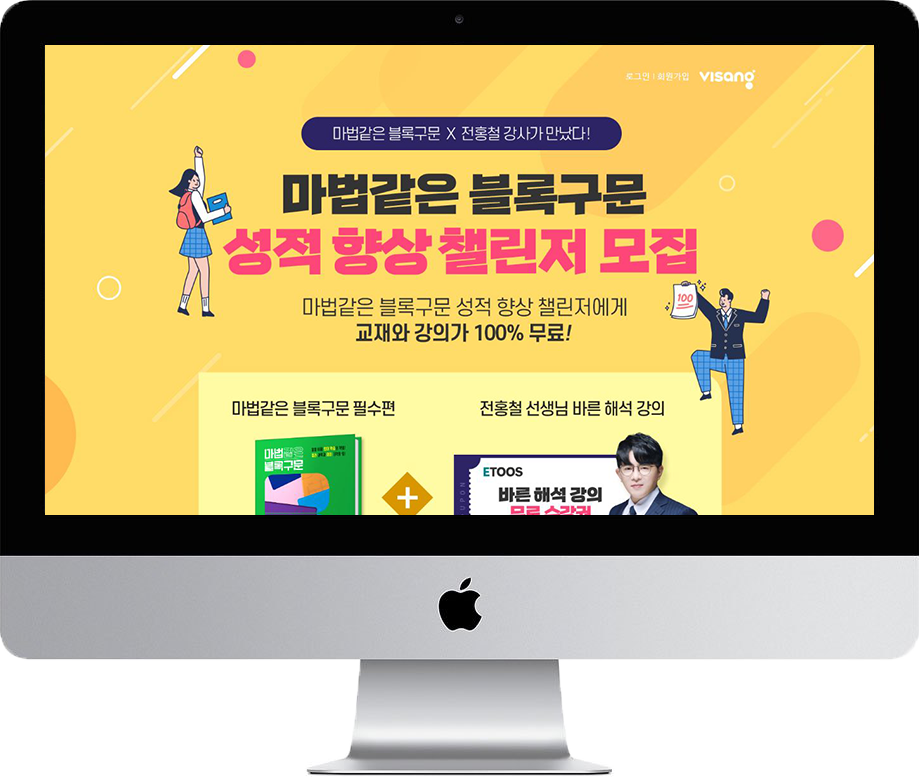 로그인 | 회원가입 visang
마법같은 블록구문 X 전홍철 강사가 만났다!
마법같은 블록구문
성적 향상 챌린저 모집
마법같은 블록구문 성적 향상 챌린저에게
교재와 강의가 100% 무료!
100
마법같은 블록구문 필수편
전홍철 선생님 바른 해석 강의
마법같은
블록구문
+
ETOOS
바른 해석 강의
무료 수강권